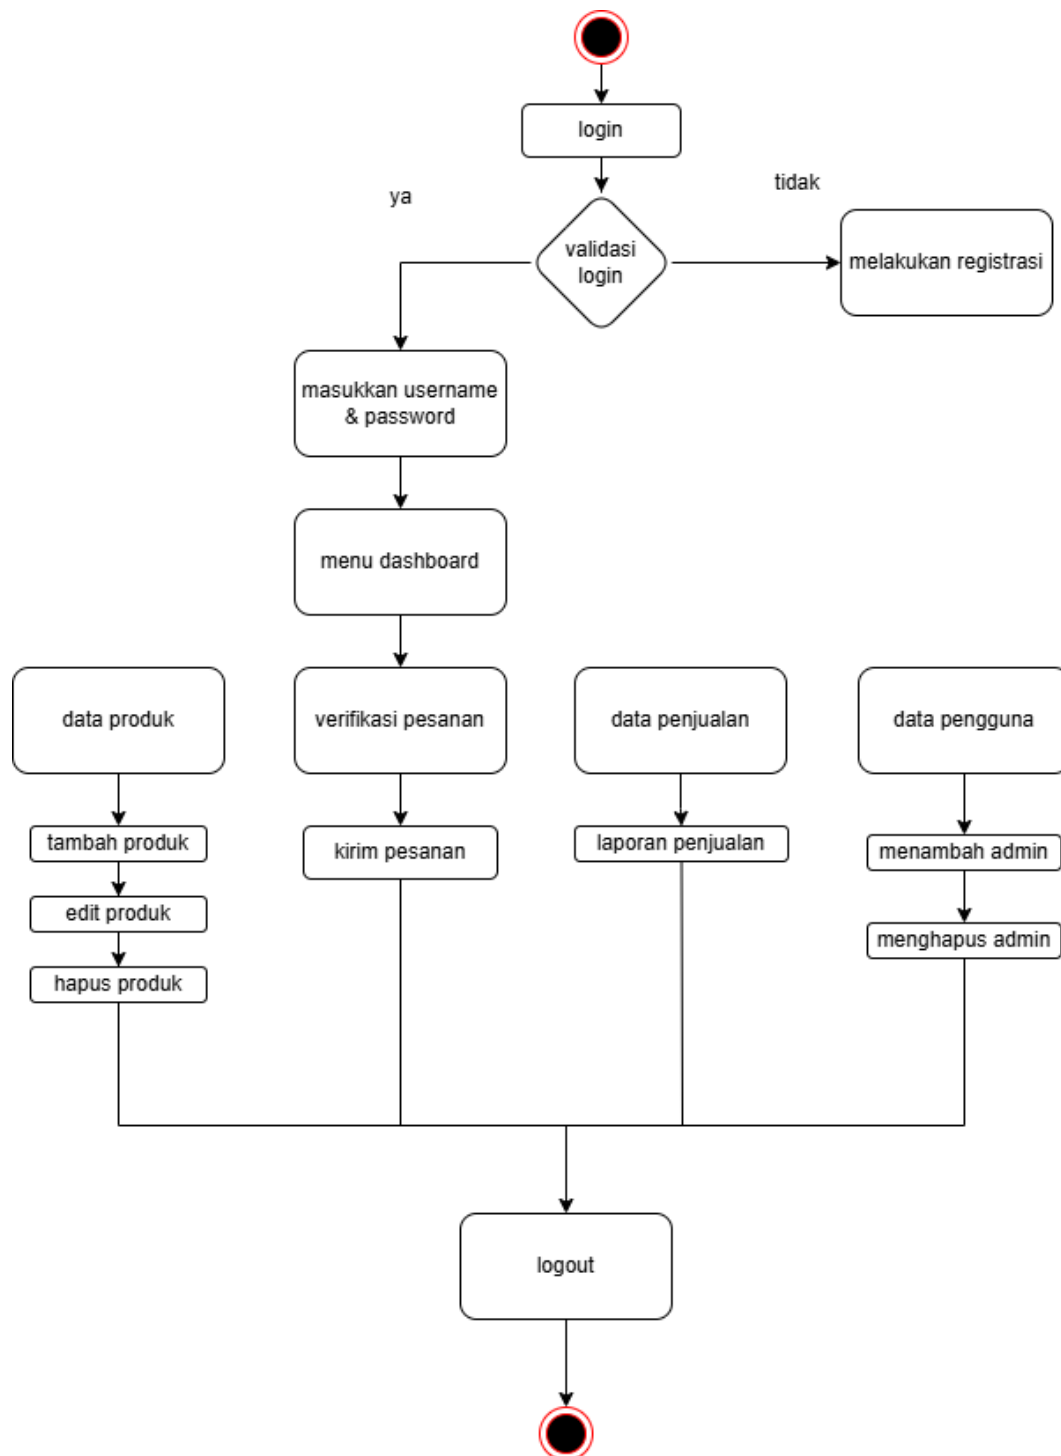 login
ya
tidak
validasi
login
melakukan registrasi
masukkan username
& password
menu dashboard
data produk
verifikasi pesanan
data penjualan
data pengguna
tambah produk
kirim pesanan
laporan penjualan
menambah admin
edit produk
menghapus admin
hapus produk
logout